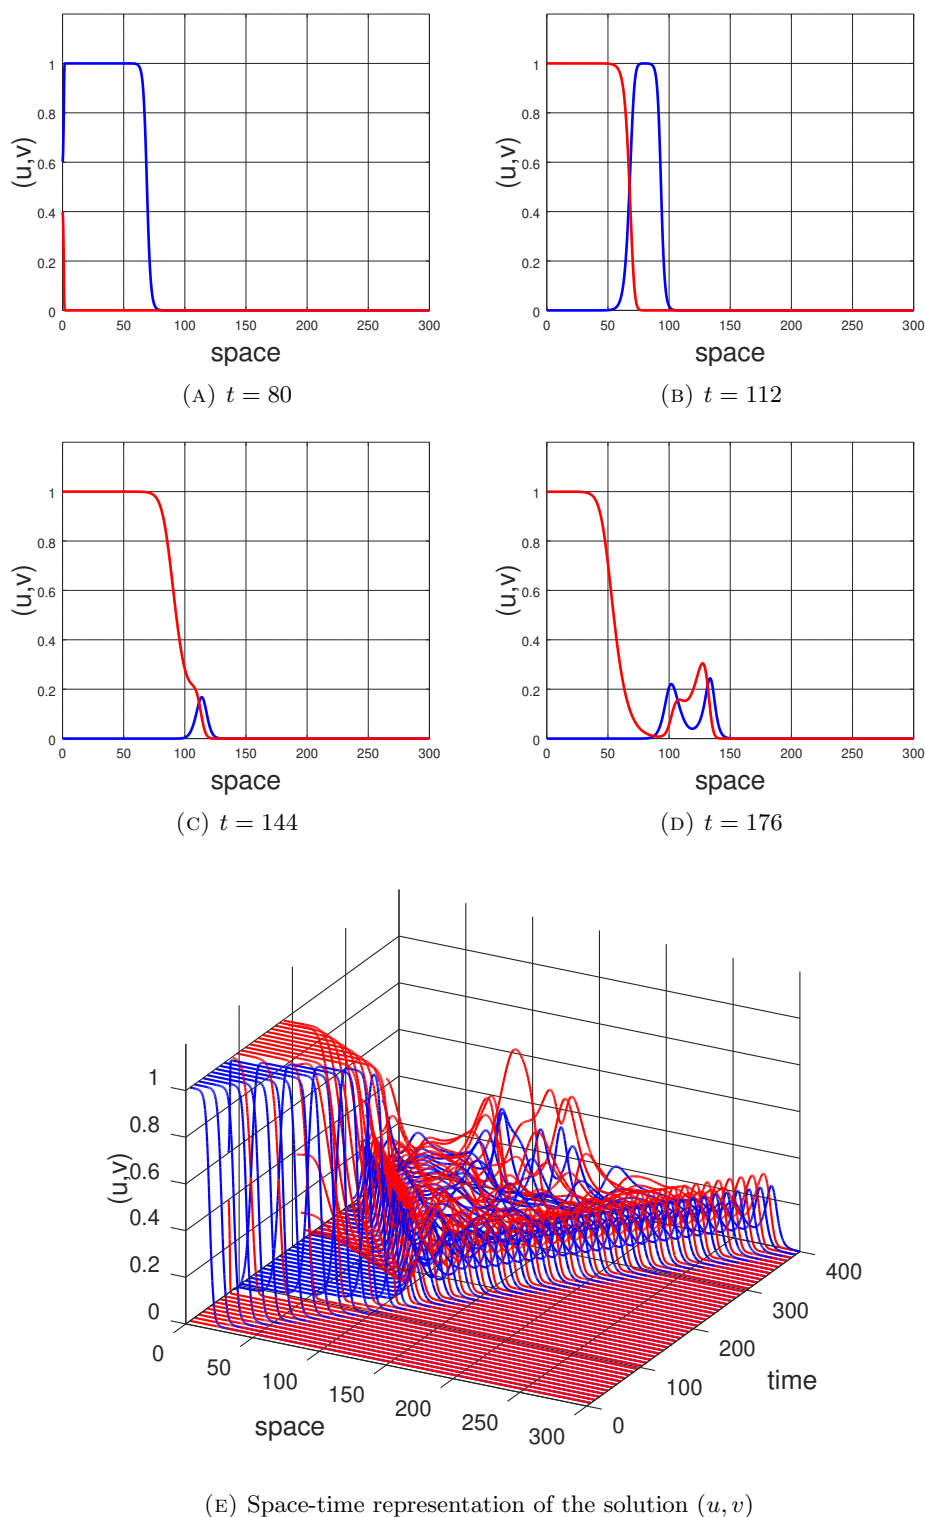 1
0.8
0.6
0.4
0.2
0
(u,v)
0 50 100 150 200 250 300
space
(A) t = 80
1
0.8
0.6
0.4
0.2
0
(u,v)
0 50 100 150 200 250 300
space
(B) t = 112
1
0.8
0.6
0.4
0.2
0
(u,v)
0 50 100 150 200 250 300
space
(C) t = 144
1
0.8
0.6
0.4
0.2
0
(u,v)
0 50 100 150 200 250 300
space
(D) t = 176
1
0.8
0.6
0.4
0.2
0
(u,v)
0 50 100 150 200 250 300
space
0 100 200 300 400
time
(E) Space-time representation of the solution (u, v)